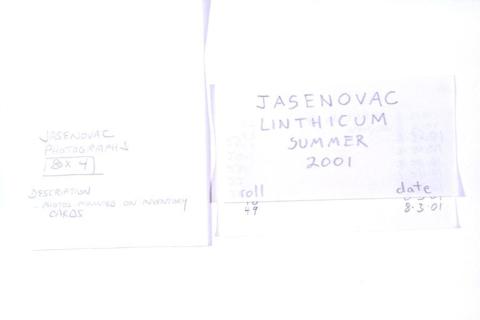 JASENOVAC
PHOTOGRAPHS
BOX 4
DESCRIPTION
- PHOTOS MOUNTED ON INVENTORY
CARDS
JASENOVAC
LINTHICUM
SUMMER
2001
roll date
49 8.3.01